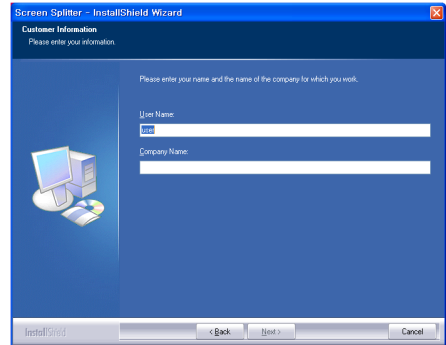 Screen Splitter - InstallShield Wizard
Customer Information
Please enter your information.
Please enter your name and the name of the company for which you work.
User Name:
user
Company Name:
InstallShield
< Back
Next >
Cancel